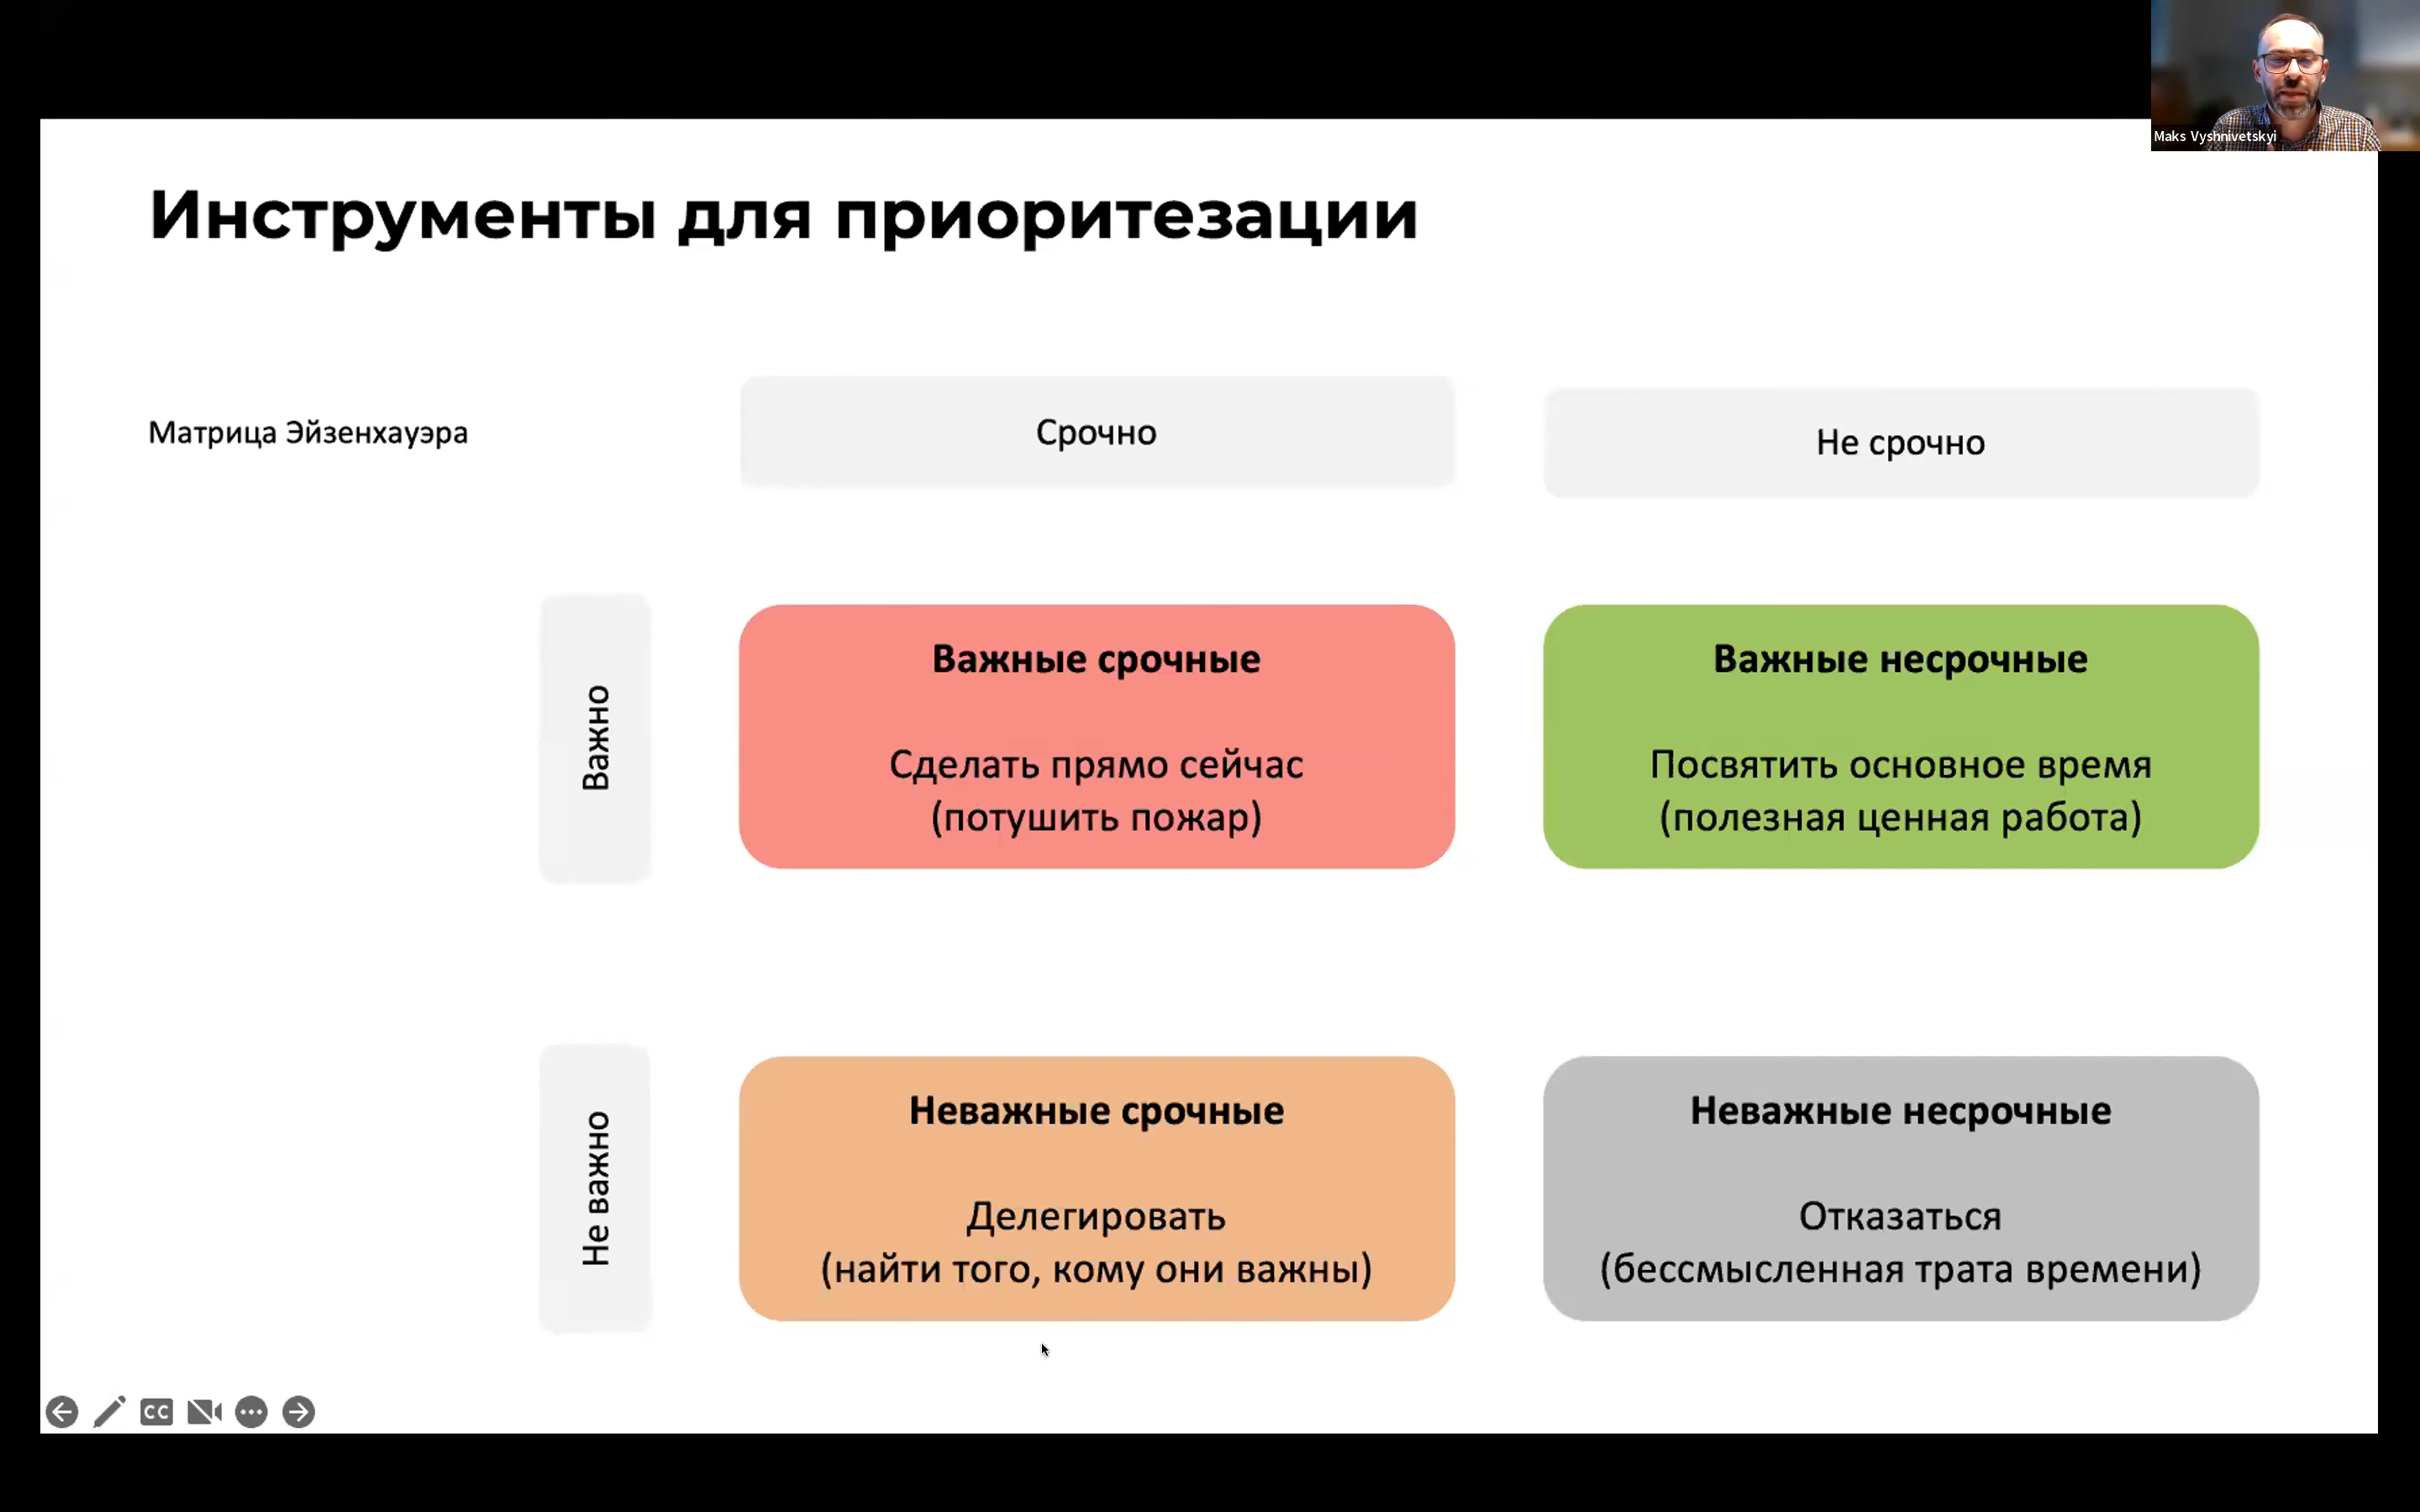 Maks Vyshnivetskyi
Инструменты для приоритезации
Матрица Эйзенхауэра
Срочно
Не срочно
Важно
Важные срочные
Сделать прямо сейчас
(потушить пожар)
Важные несрочные
Посвятить основное время
(полезная ценная работа)
Не важно
Неважные срочные
Делегировать
(найти того, кому они важны)
Неважные несрочные
Отказаться
(бессмысленная трата времени)
CC